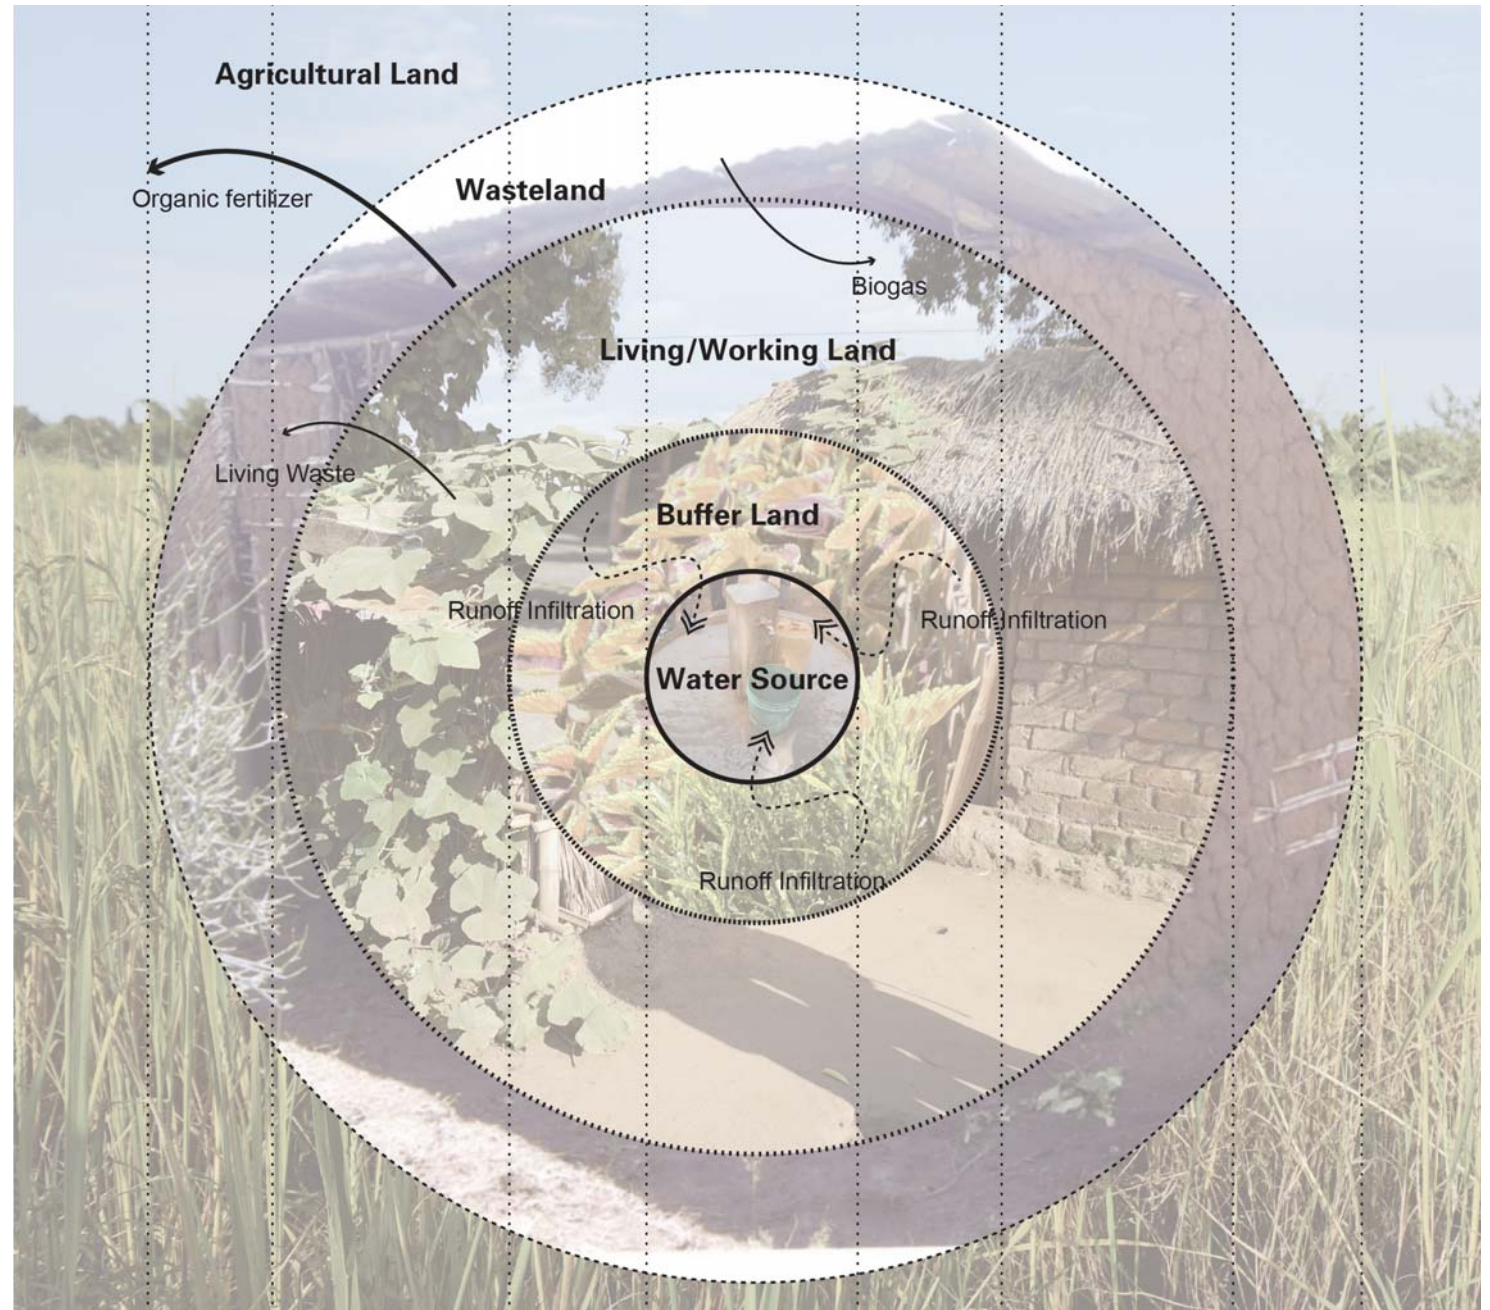 Agricultural Land
Organic fertilizer
Wasteland
Biogas
Living/Working Land
Living Waste
Buffer Land
Runoff Infiltration
Runoff Infiltration
Water Source
Runoff Infiltration